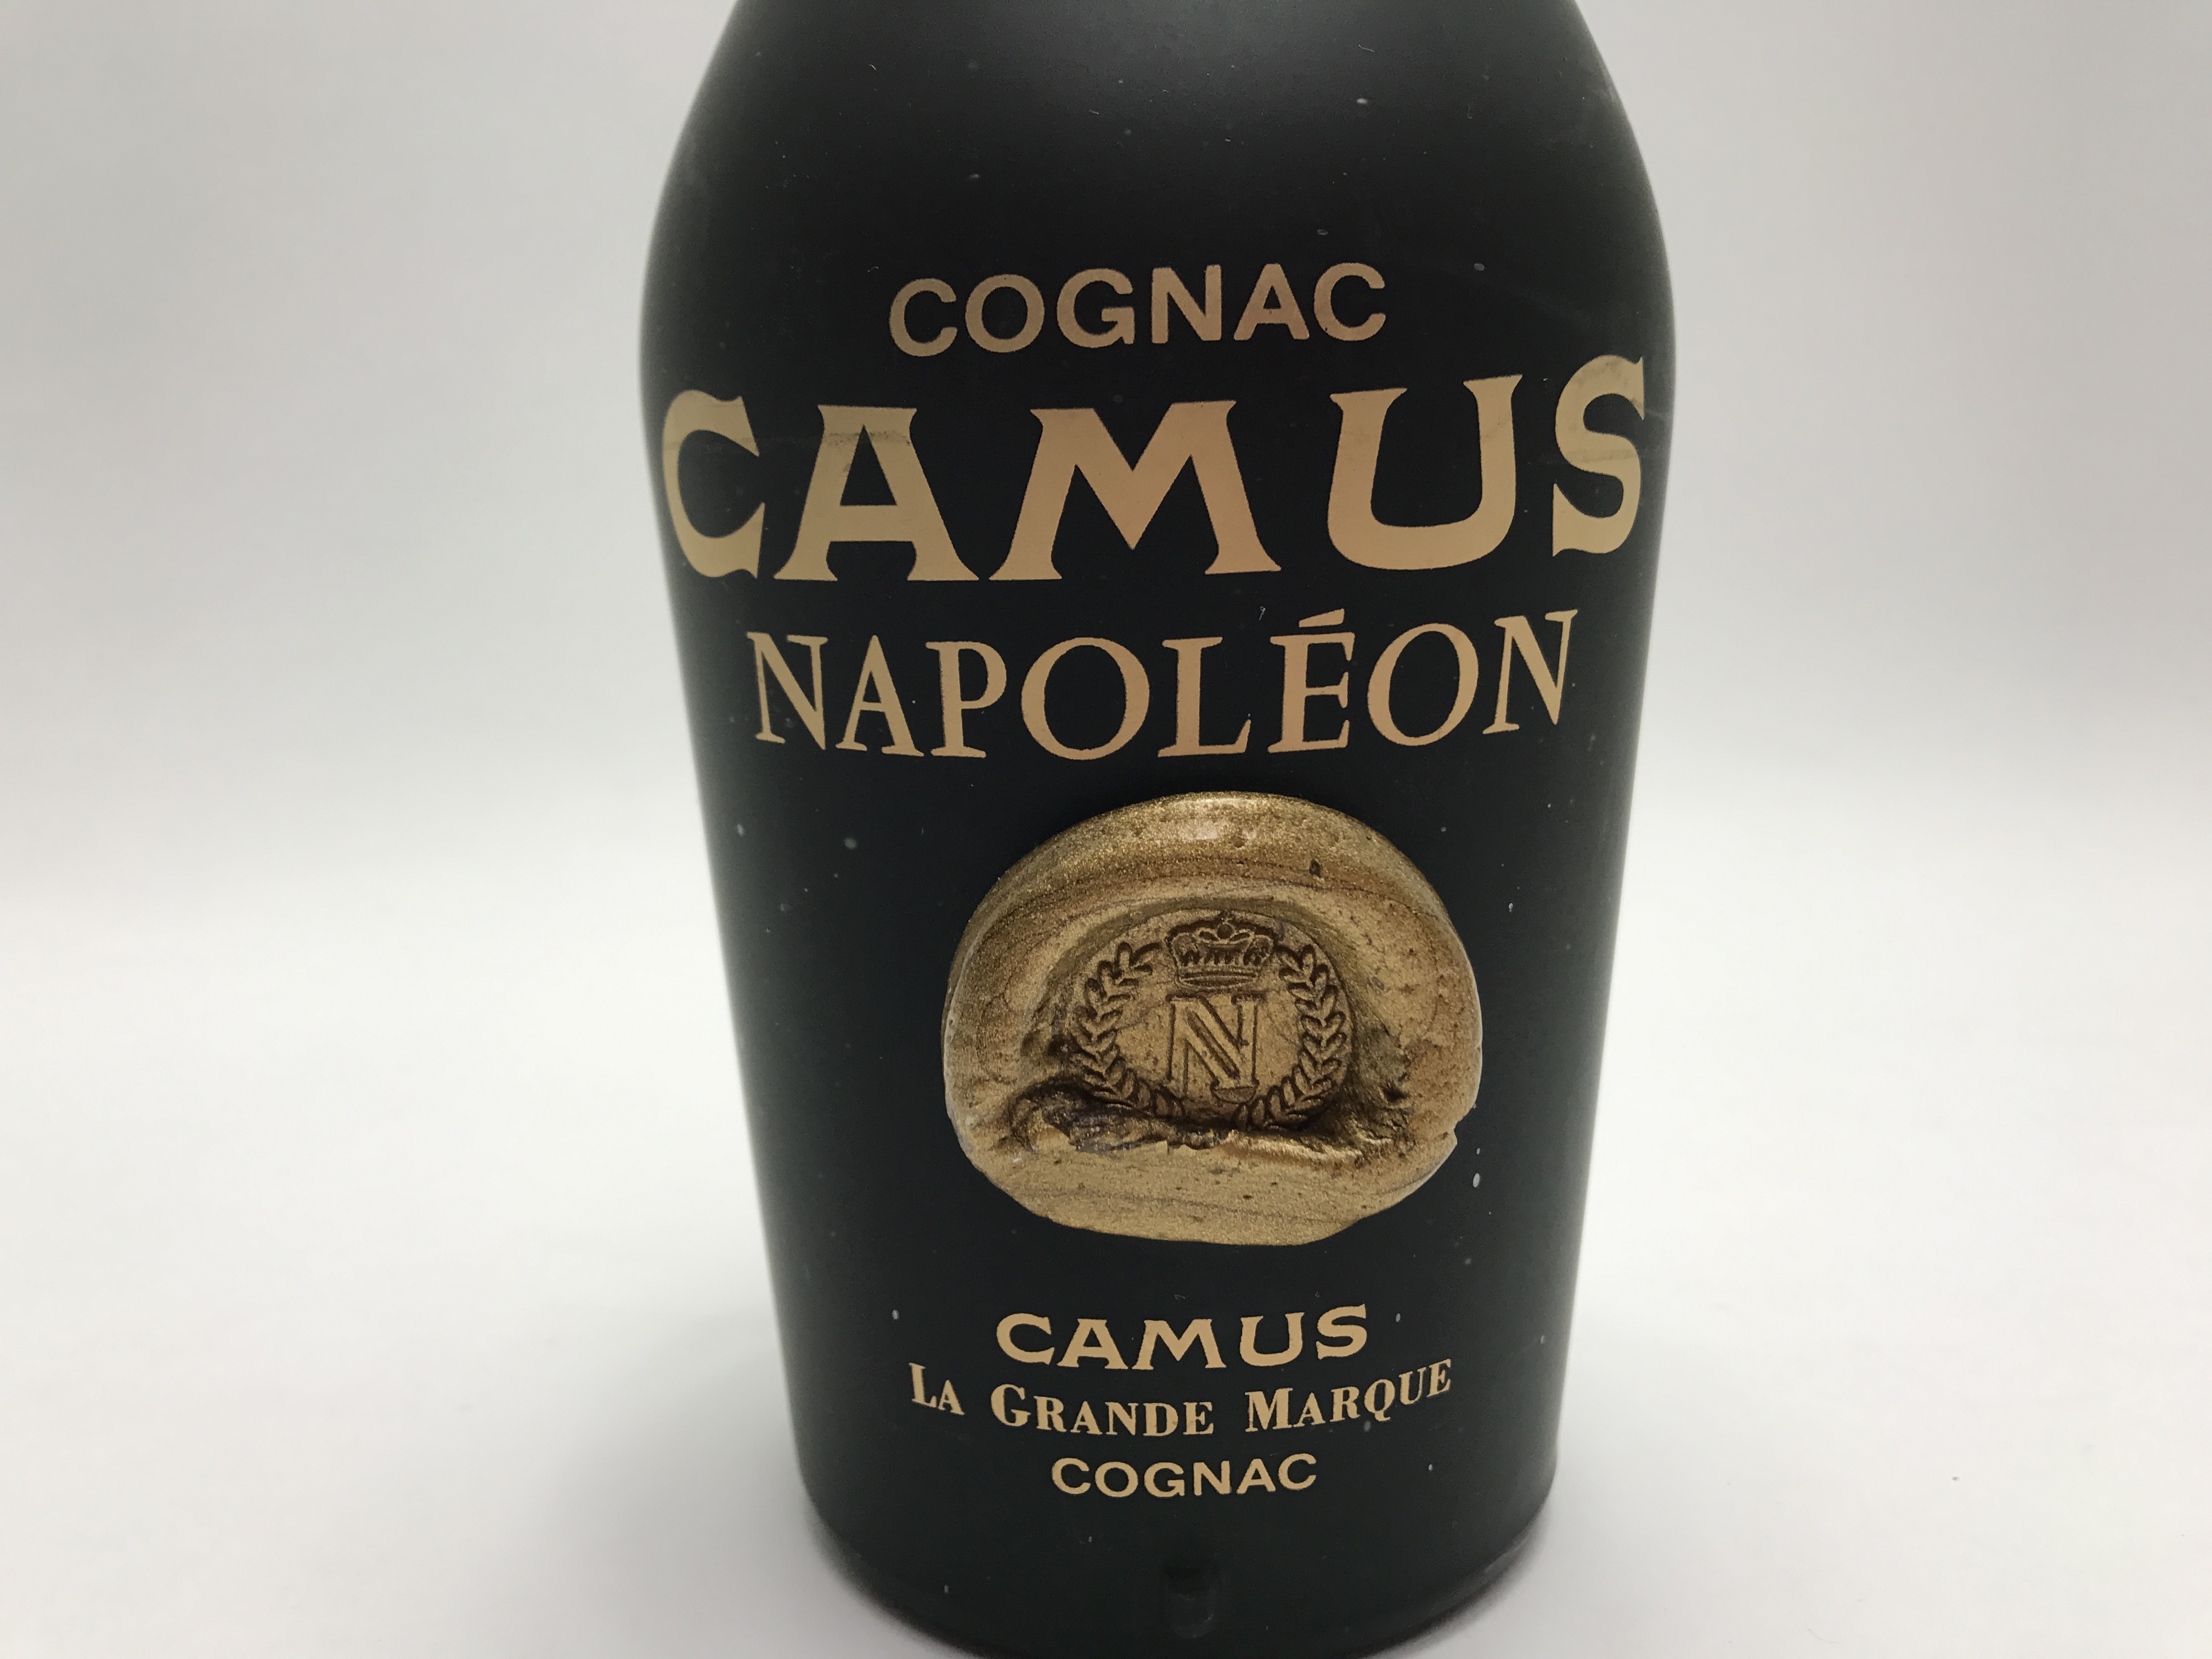 COGNAC
CAMUS
NAPOLÉON
N
CAMUS
LA GRANDE MARQUE
COGNAC